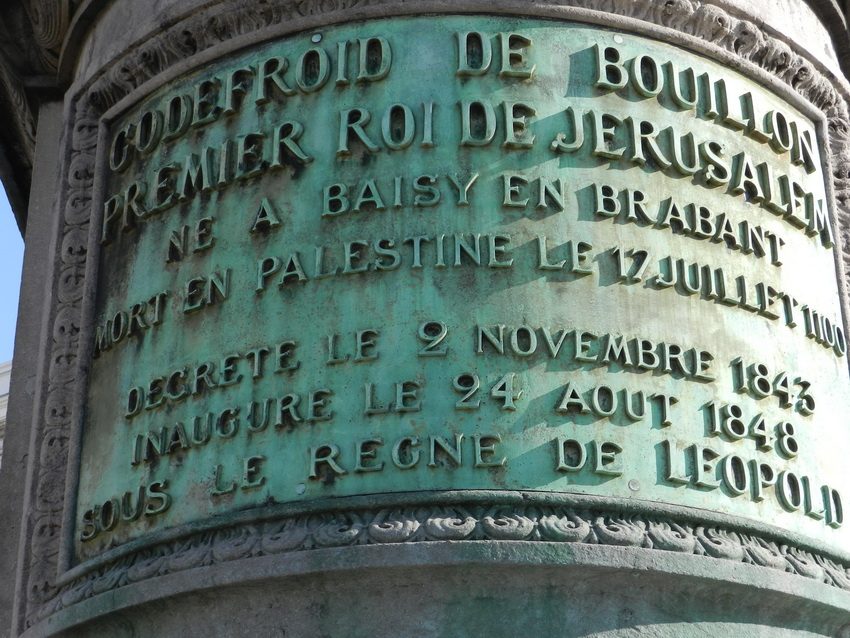 GODEFROID DE BOUILLON
PREMIER ROI DE JERUSALEM
NE A BAISY EN BRABANT
MORT EN PALESTINE LE 17 JUILLET 1100
DECRETE LE 2 NOVEMBRE 1843
INAUGURE LE 24 AOUT 1848
SOUS LE REGNE DE LEOPOLD